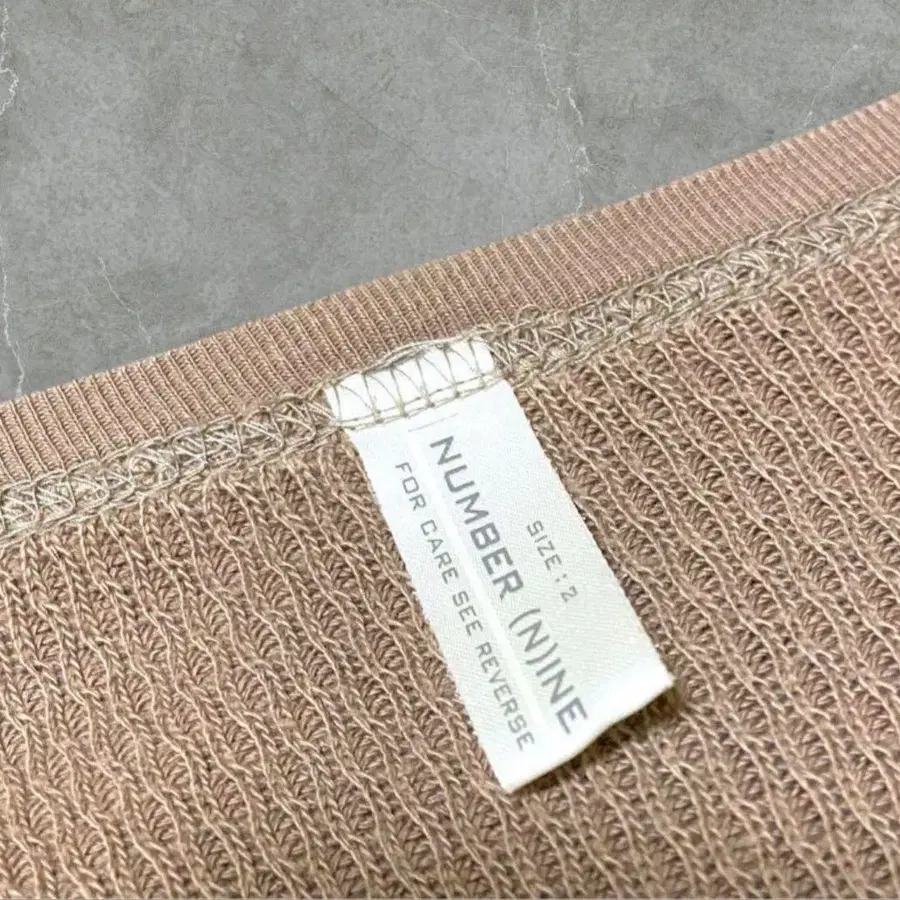 SIZE : 2
NUMBER (N)INE
FOR CARE SEE REVERSE